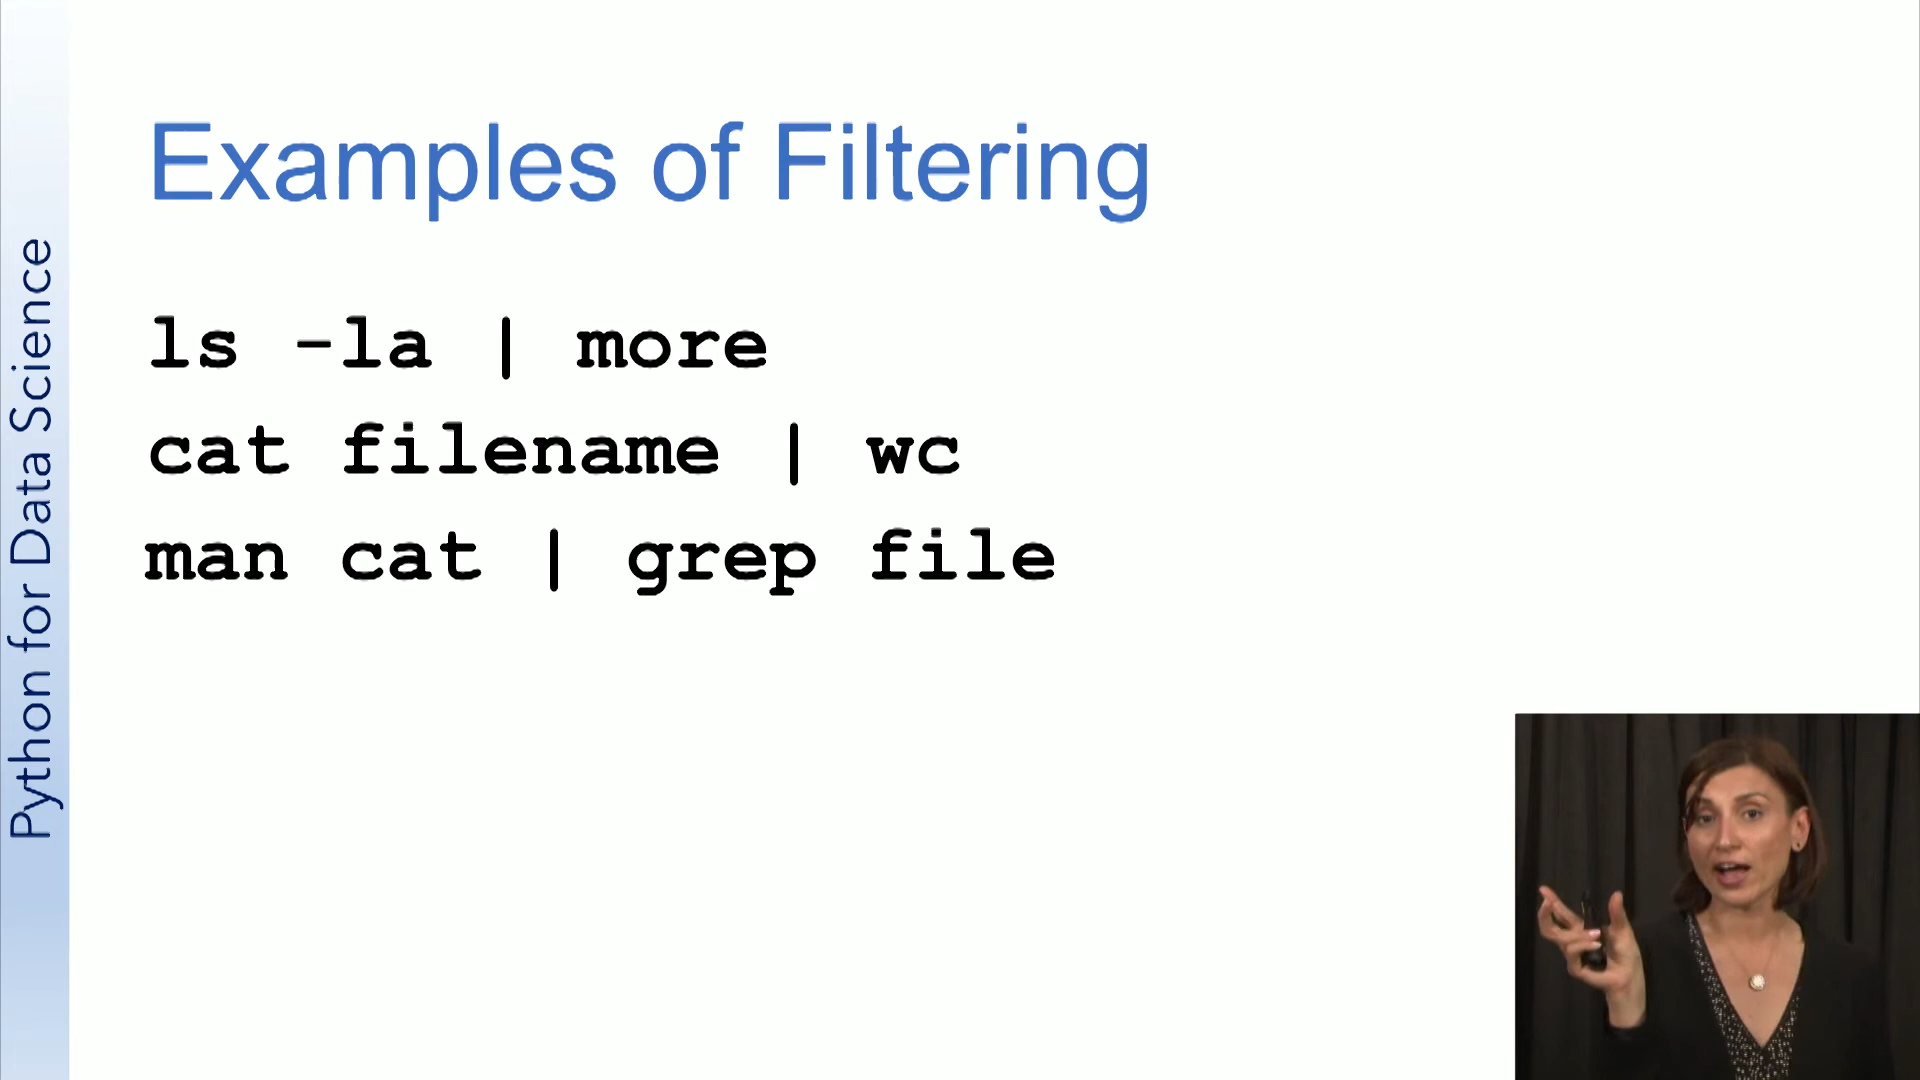 Python for Data Science
Examples of Filtering
ls -la | more
cat filename | wc
man cat | grep file